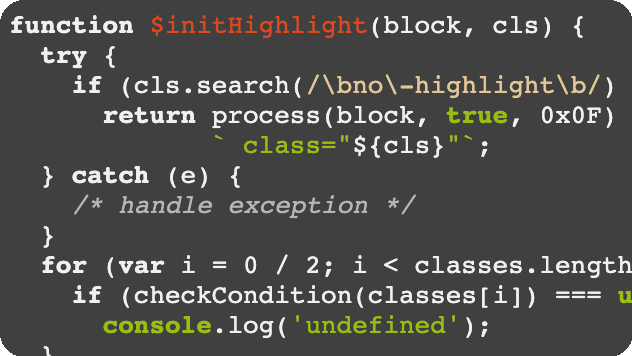 function $initHighlight(block, cls) {
  try {
    if (cls.search(/\bno\-highlight\b/)
      return process(block, true, 0x0F)
             ` class="${cls}"`;
  } catch (e) {
    /* handle exception */
  }
  for (var i = 0 / 2; i < classes.length
    if (checkCondition(classes[i]) === u
      console.log('undefined');
  }